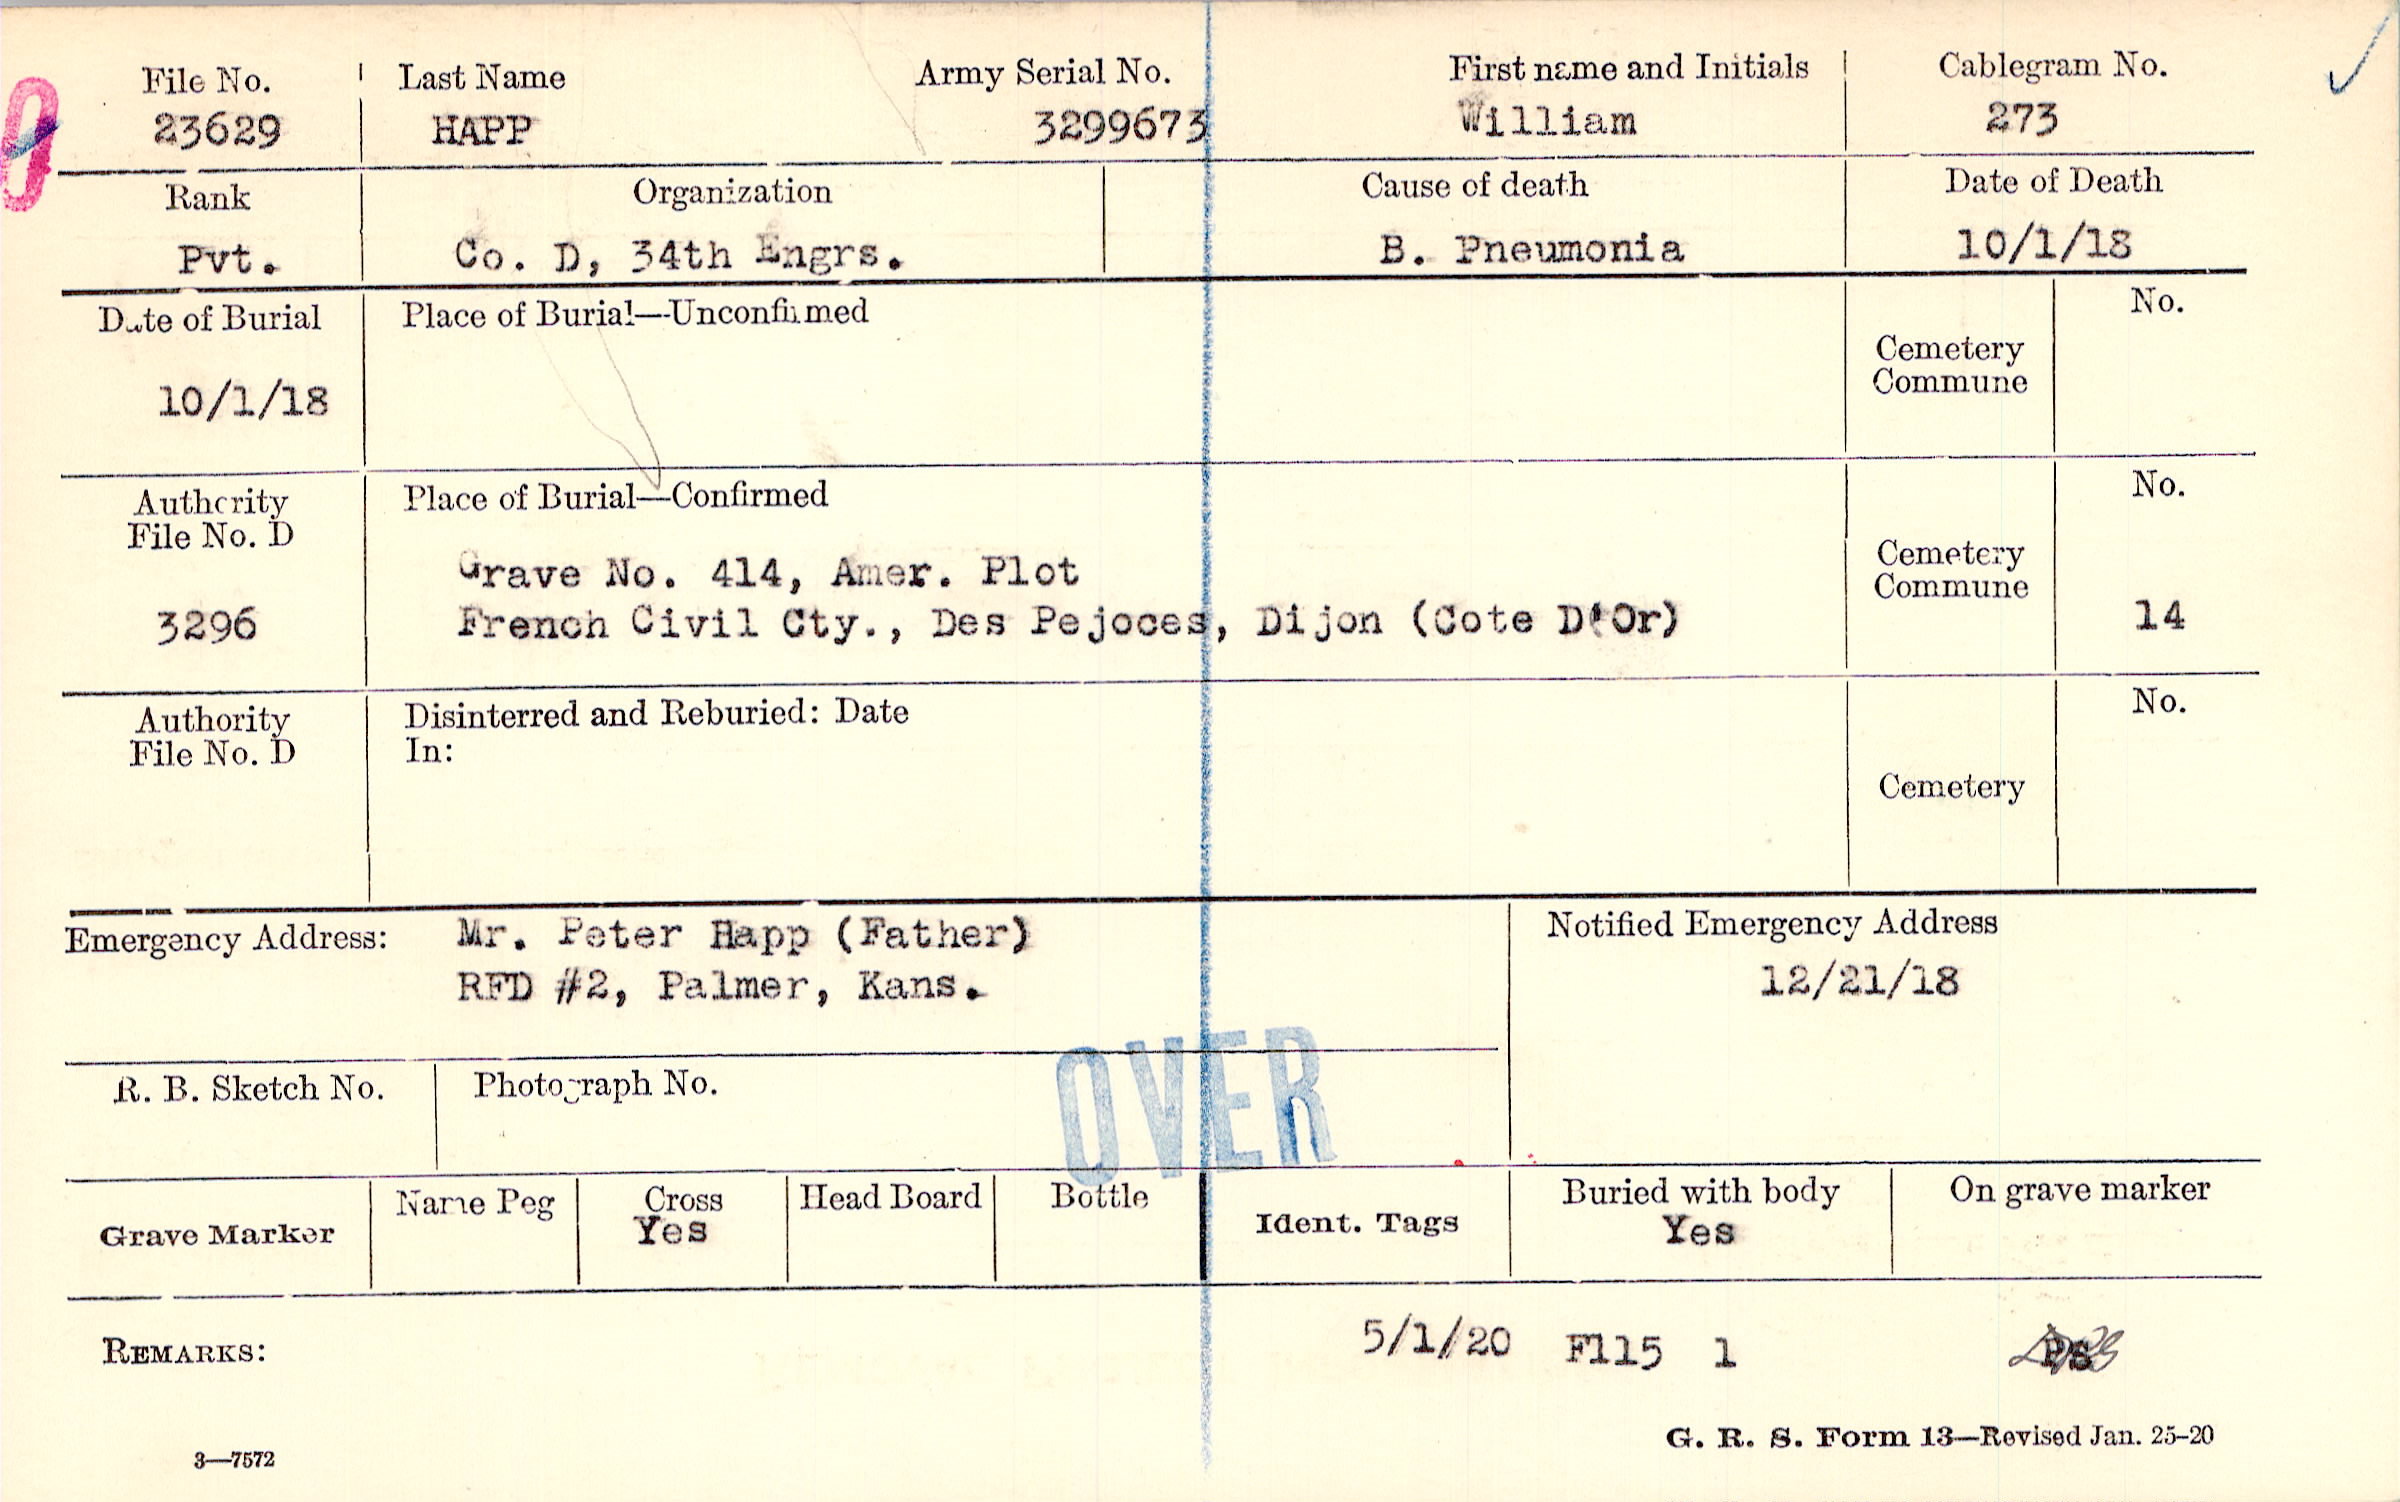 File No. Last Name Army Serial No. First name and Initials Cablegram No.
23629 HAPP 3299673 William 273
Rank Organization Cause of death Date of Death
Pvt. Co. D, 34th Engrs. B. Pneumonia 10/1/18
Date of Burial Place of Burial—Unconfirmed No.
Cemetery
Commune
10/1/18
Authority Place of Burial—Confirmed No.
File No. D
Cemetery
Commune
Grave No. 414, Amer. Plot
3296 French Civil Cty., Des Pejoces, Dijon (Cote D'Or) 14
Authority Disinterred and Reburied: Date No.
File No. D In:
Cemetery
Emergency Address: Mr. Peter Happ (Father) Notified Emergency Address
RFD #2, Palmer, Kans. 12/21/18
OVER
R. B. Sketch No. Photograph No.
Grave Marker Name Peg Cross Head Board Bottle Ident. Tags Buried with body On grave marker
Yes Yes
REMARKS: 5/1/20 F115 1 PS
3—7572 G. R. S. Form 13—Revised Jan. 25-20